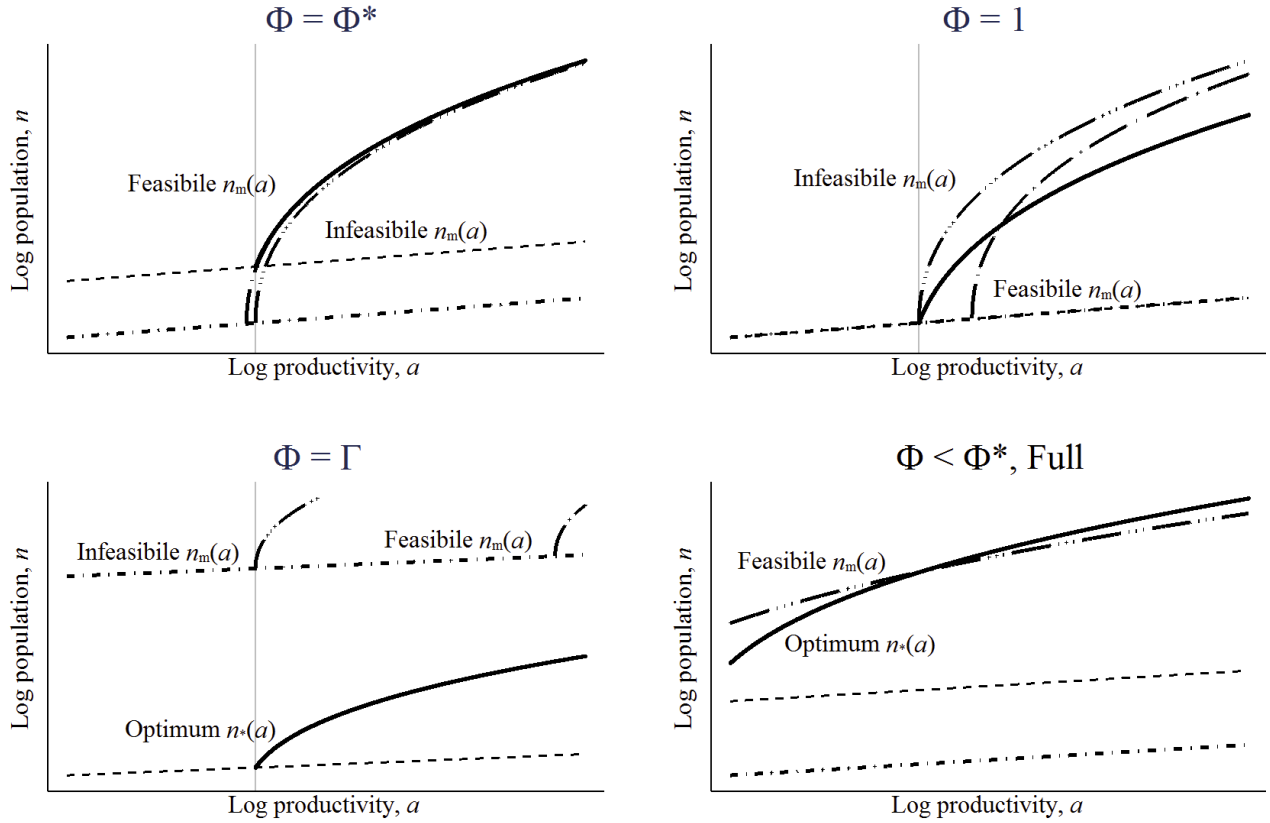 Φ = Φ*
Log population, n
Feasibile nm(a)
Infeasibile nm(a)
Log productivity, a
Φ = 1
Log population, n
Infeasibile nm(a)
Feasibile nm(a)
Log productivity, a
Φ = Γ
Log population, n
Infeasibile nm(a)
Feasibile nm(a)
Optimum n*(a)
Log productivity, a
Φ < Φ*, Full
Log population, n
Feasibile nm(a)
Optimum n*(a)
Log productivity, a